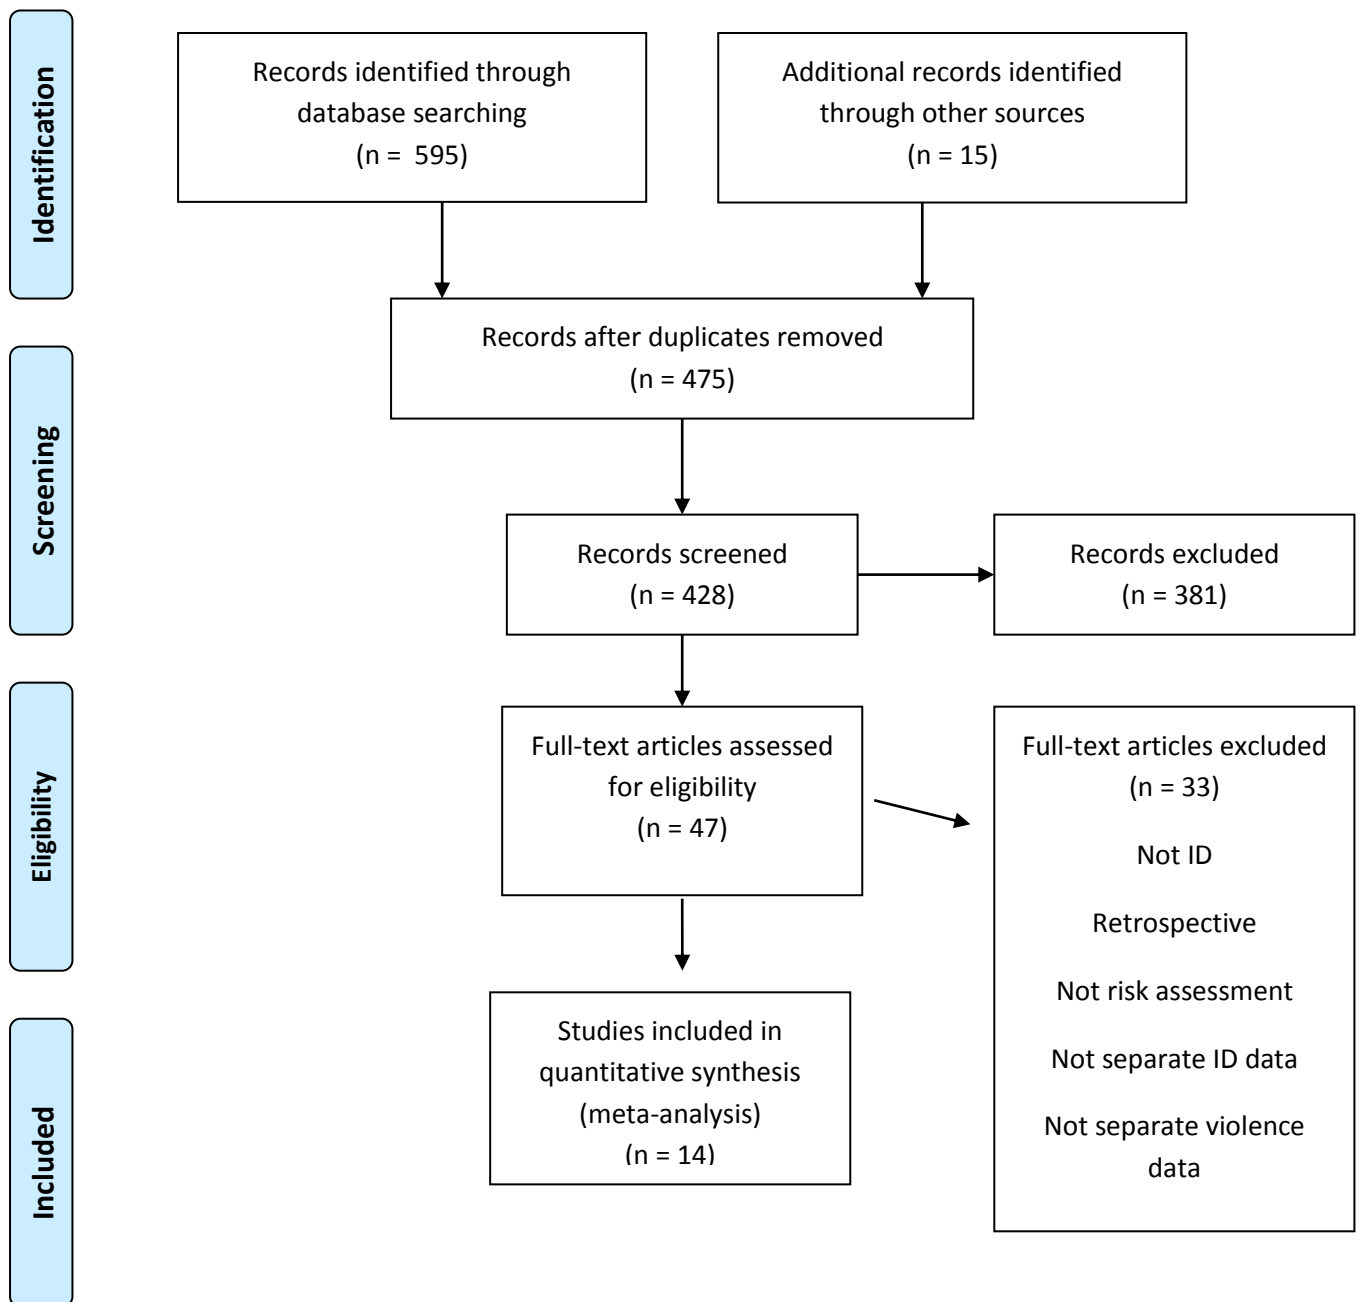 Identification
Records identified through
database searching
(n =  595)
Additional records identified
through other sources
(n = 15)
Records after duplicates removed
(n = 475)
Screening
Records screened
(n = 428)
Records excluded
(n = 381)
Eligibility
Full-text articles assessed
for eligibility
(n = 47)
Full-text articles excluded
(n = 33)
Not ID
Retrospective
Not risk assessment
Not separate ID data
Not separate violence
data
Included
Studies included in
quantitative synthesis
(meta-analysis)
(n = 14)